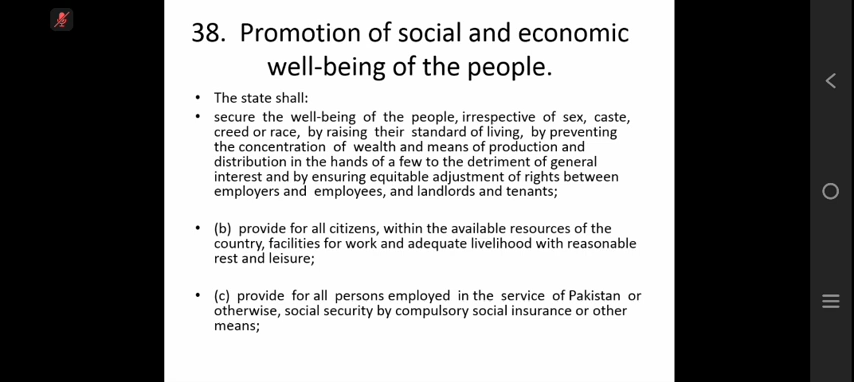 38. Promotion of social and economic
well-being of the people.
• The state shall:
• secure the well-being of the people, irrespective of sex, caste,
creed or race, by raising their standard of living, by preventing
the concentration of wealth and means of production and
distribution in the hands of a few to the detriment of general
interest and by ensuring equitable adjustment of rights between
employers and employees, and landlords and tenants;
• (b) provide for all citizens, within the available resources of the
country, facilities for work and adequate livelihood with reasonable
rest and leisure;
• (c) provide for all persons employed in the service of Pakistan or
otherwise, social security by compulsory social insurance or other
means;